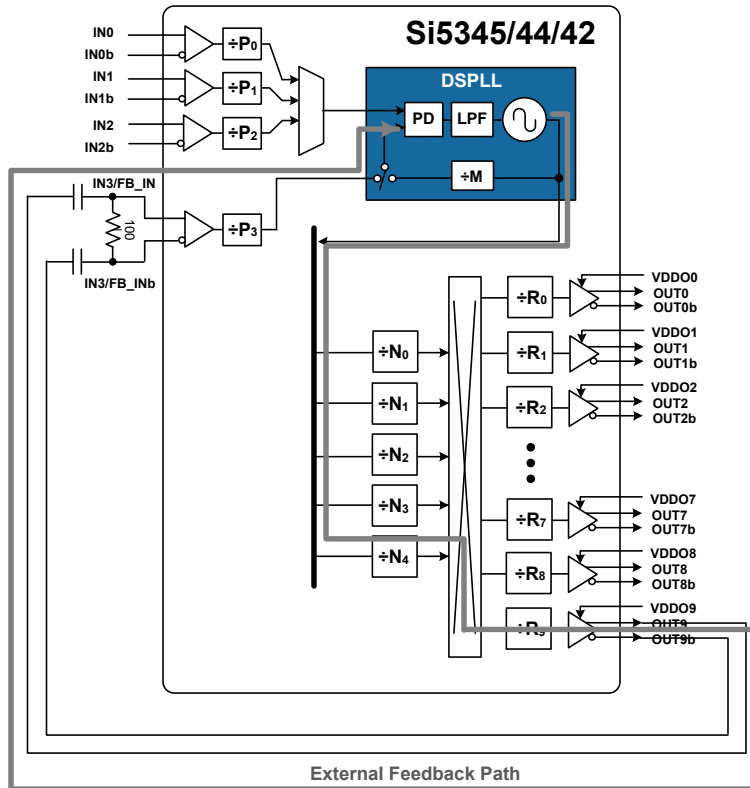 Si5345/44/42
IN0
IN0b
÷P0
IN1
IN1b
÷P1
IN2
IN2b
÷P2
DSPLL
PD
LPF
÷M
IN3/FB_IN
100
÷P3
IN3/FB_INb
÷N0
÷N1
÷N2
÷N3
÷N4
÷R0
VDDO0
OUT0
OUT0b
÷R1
VDDO1
OUT1
OUT1b
÷R2
VDDO2
OUT2
OUT2b
÷R7
VDDO7
OUT7
OUT7b
÷R8
VDDO8
OUT8
OUT8b
÷R9
VDDO9
OUT9
OUT9b
External Feedback Path